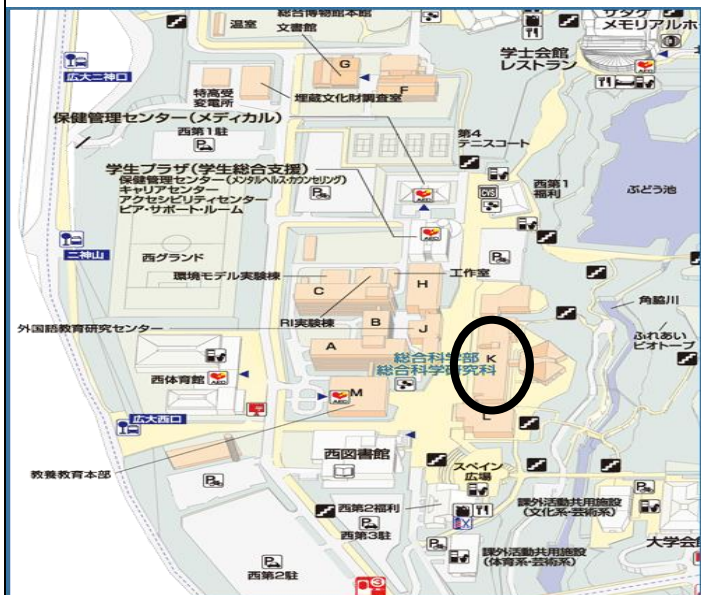 総合博物館本館
サタケ
メモリアルホ
温室
文書館
G
F
学士会館
レストラン
広大二神口
特高受
変電所
埋蔵文化財調査室
保健管理センター(メディカル)
西第1駐
第4
テニスコート
学生プラザ(学生総合支援)
保健管理センター(メンタルヘルス・カウンセリング)
キャリアセンター
アクセシビリティセンター
ピア・サポート・ルーム
西第1
福利
CVS
ぶどう池
AED
AED
AED
二神山
西グランド
環境モデル実験棟
工作室
C
H
角脇川
RI実験棟
B
J
外国語教育研究センター
A
K
ふれあい
ビオトープ
総合科学部
総合科学研究科
西体育館
AED
M
AED
L
広大西口
西図書館
スペイン
広場
教養教育本部
西第2福利
西第3駐
課外活動共用施設
(文化系・芸術系)
大学会
課外活動共用施設
(体育系・芸術系)
西第2駐
3